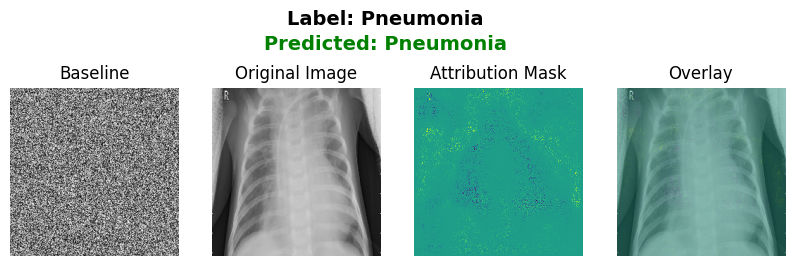 Label: Pneumonia
Predicted: Pneumonia
Baseline
Original Image
Attribution Mask
Overlay
R
R